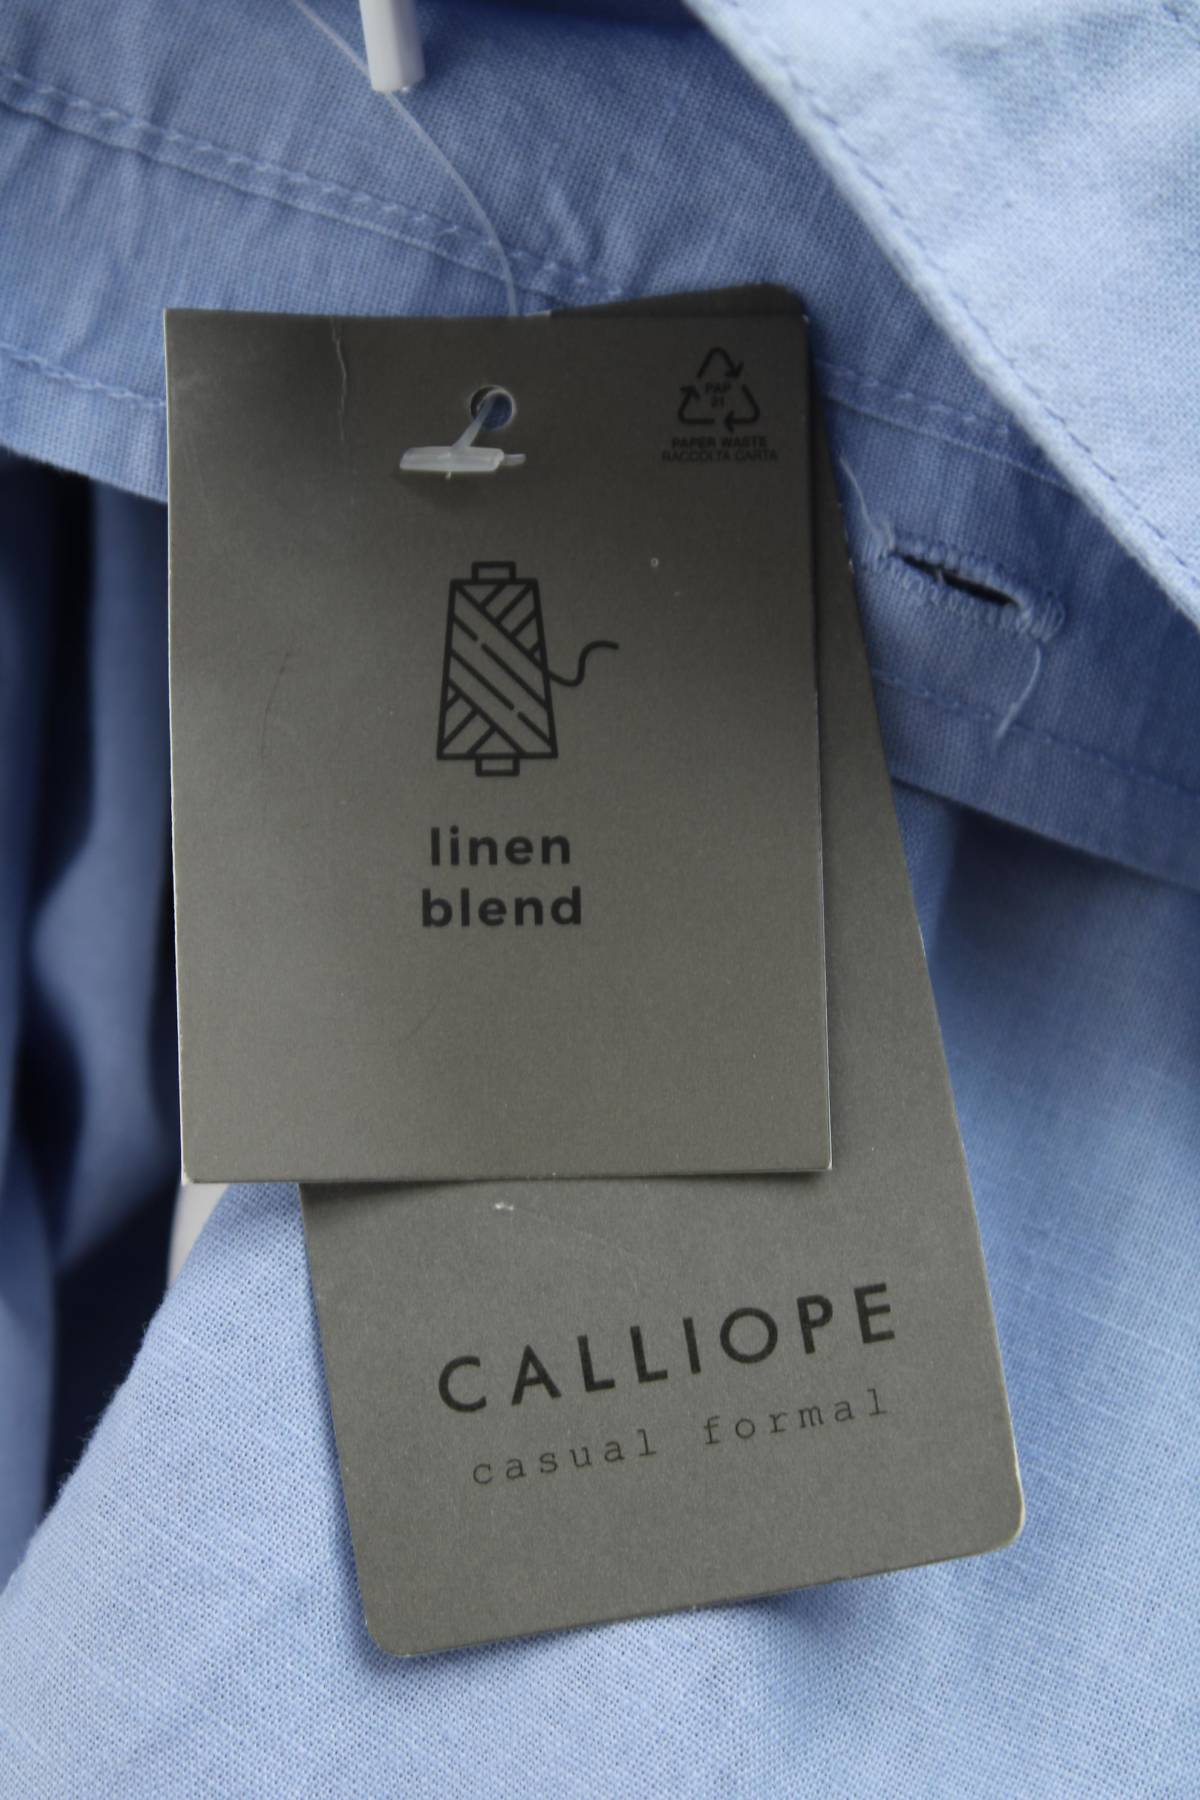 PAP
21
PAPER WASTE
RACCOLTA CARTA
linen
blend
CALLIOPE
casual formal